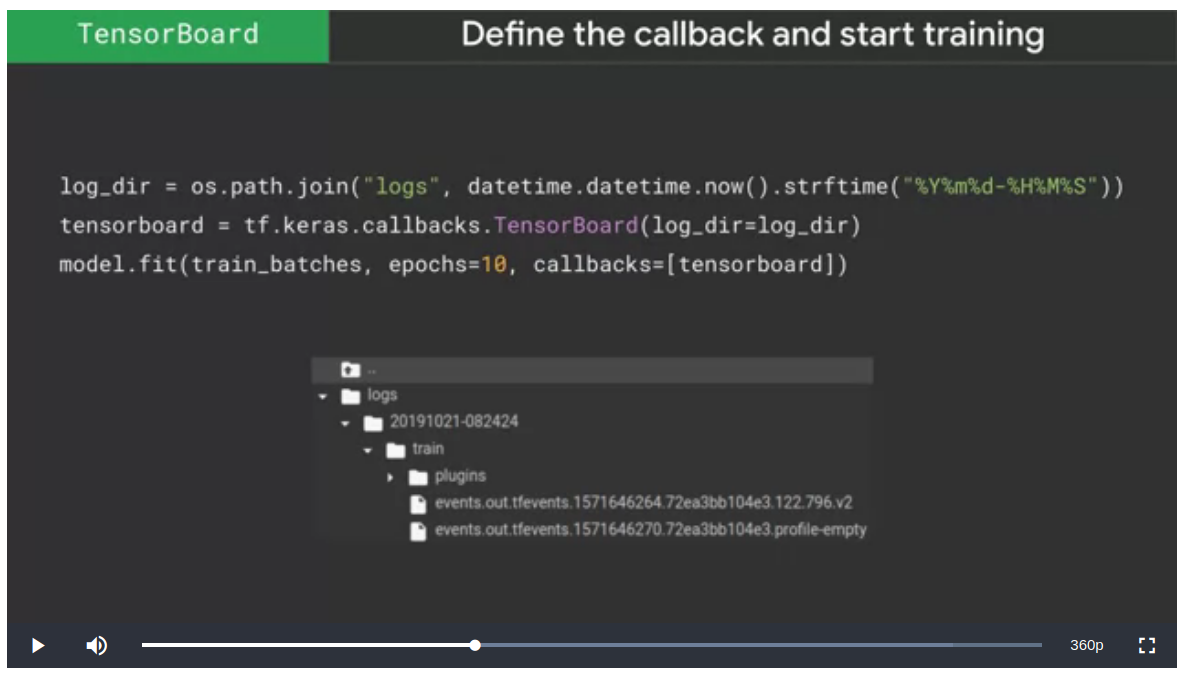 TensorBoard
Define the callback and start training
log_dir = os.path.join("logs", datetime.datetime.now().strftime("%Y%m%d-%H%M%S"))
tensorboard = tf.keras.callbacks.TensorBoard(log_dir=log_dir)
model.fit(train_batches, epochs=10, callbacks=[tensorboard])
..
logs
20191021-082424
train
plugins
events.out.tfevents.1571646264.72ea3bb104e3.122.796.v2
events.out.tfevents.1571646270.72ea3bb104e3.profile-empty
360p